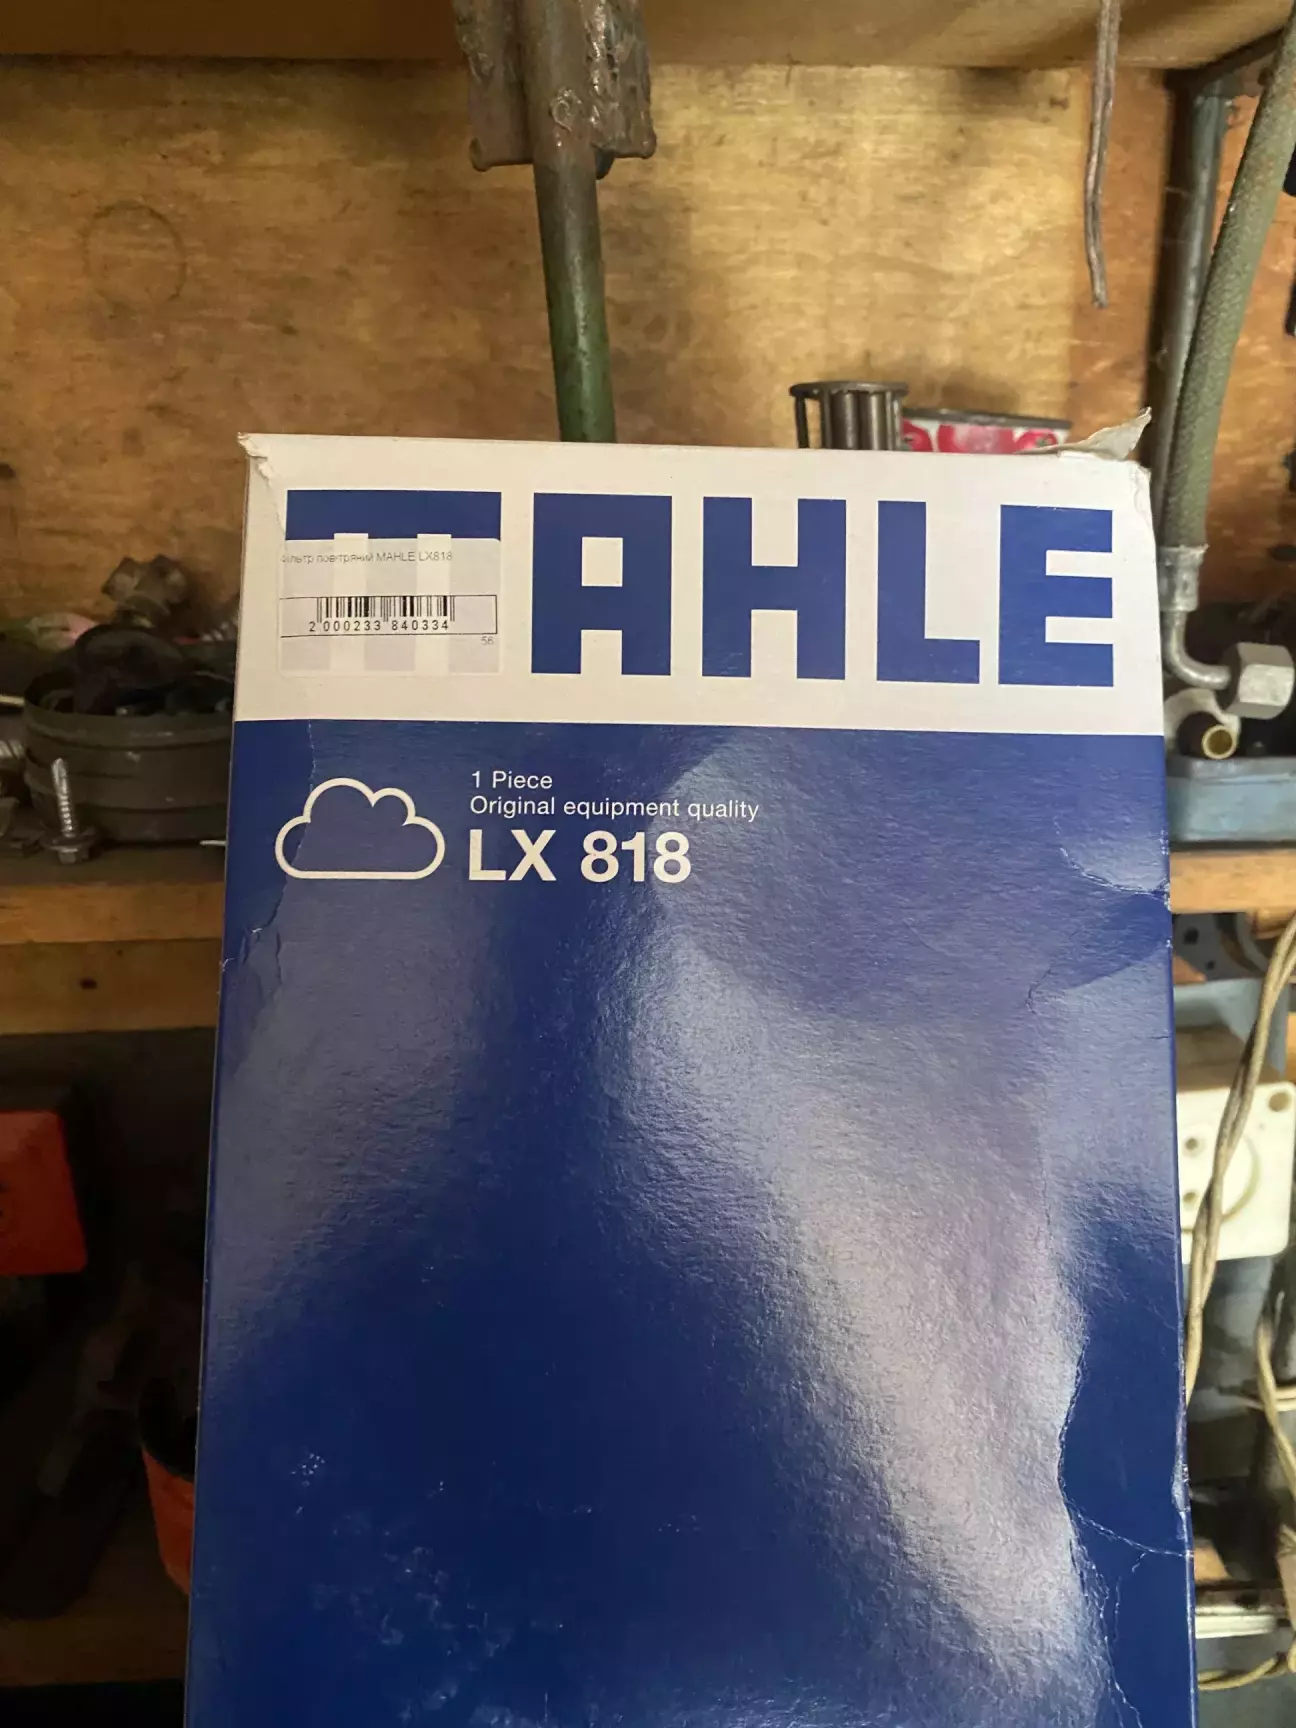 MAHLE
Фільтр повітряний MAHLE LX818
2 000233 840334
56
1 Piece
Original equipment quality
LX 818